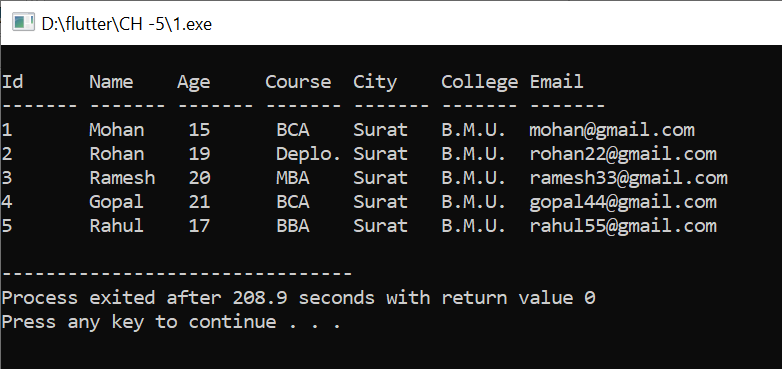 D:\flutter\CH -5\1.exe
Id      Name    Age     Course  City    College Email
------- ------- ------- ------- ------- ------- -------
1       Mohan    15      BCA    Surat   B.M.U.  mohan@gmail.com
2       Rohan    19      Deplo. Surat   B.M.U.  rohan22@gmail.com
3       Ramesh   20      MBA    Surat   B.M.U.  ramesh33@gmail.com
4       Gopal    21      BCA    Surat   B.M.U.  gopal44@gmail.com
5       Rahul    17      BBA    Surat   B.M.U.  rahul55@gmail.com
--------------------------------
Process exited after 208.9 seconds with return value 0
Press any key to continue . . .